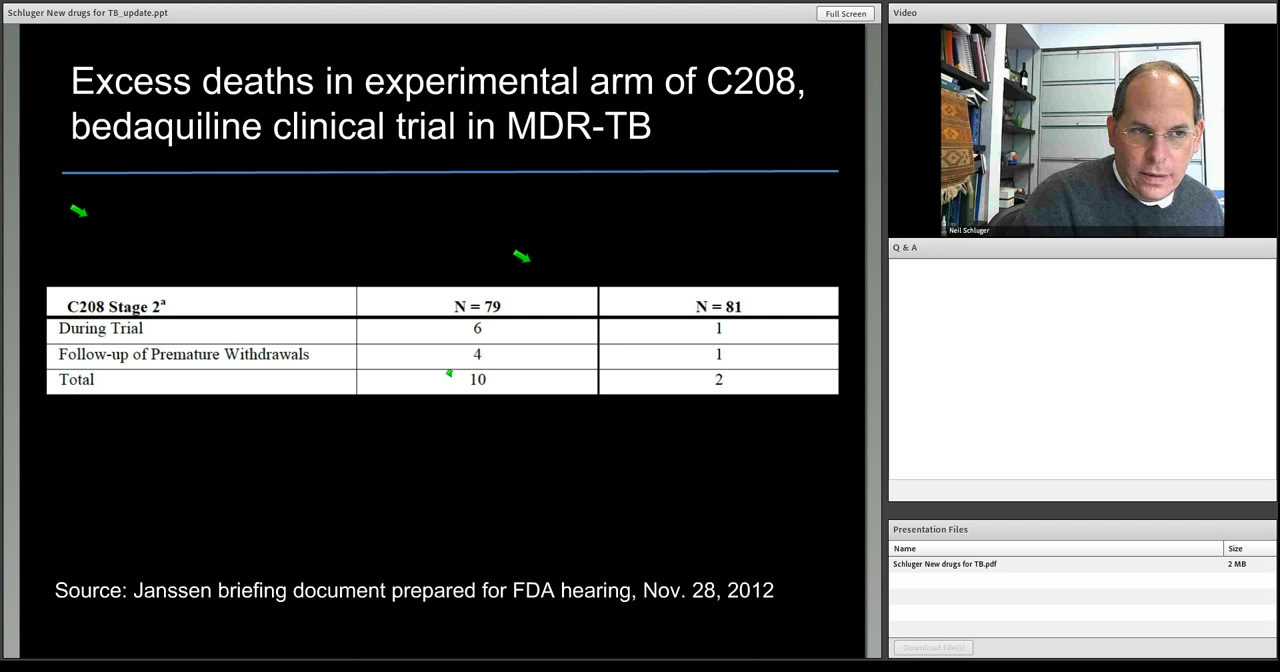 Schluger New drugs for TB_update.ppt
Full Screen
Excess deaths in experimental arm of C208,
bedaquiline clinical trial in MDR-TB
C208 Stage 2a N = 79 N = 81
During Trial 6 1
Follow-up of Premature Withdrawals 4 1
Total 10 2
Source: Janssen briefing document prepared for FDA hearing, Nov. 28, 2012
Video
Neil Schluger
Q & A
Presentation Files
Name Size
Schluger New drugs for TB.pdf 2 MB
Download File(s)